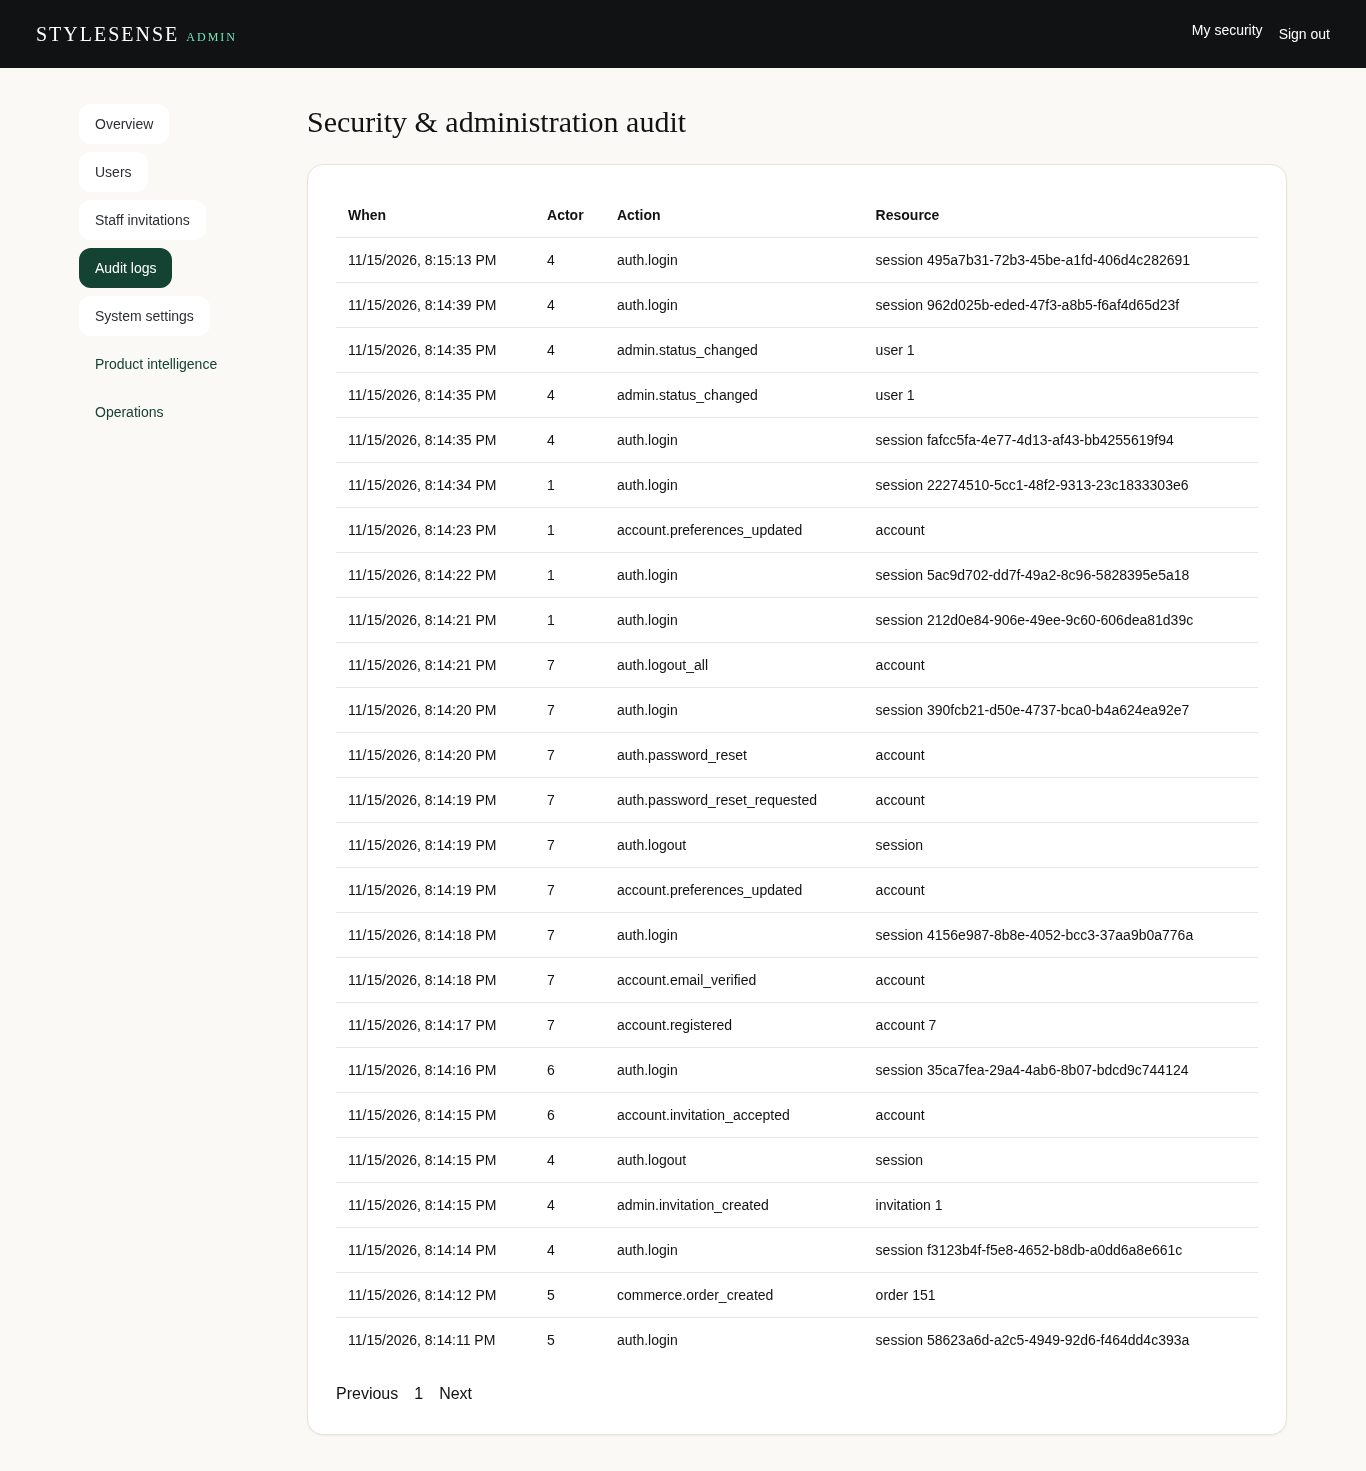 STYLESENSE ADMIN
My security Sign out
Overview
Users
Staff invitations
Audit logs
System settings
Product intelligence
Operations
Security & administration audit
When Actor Action Resource
11/15/2026, 8:15:13 PM 4 auth.login session 495a7b31-72b3-45be-a1fd-406d4c282691
11/15/2026, 8:14:39 PM 4 auth.login session 962d025b-eded-47f3-a8b5-f6af4d65d23f
11/15/2026, 8:14:35 PM 4 admin.status_changed user 1
11/15/2026, 8:14:35 PM 4 admin.status_changed user 1
11/15/2026, 8:14:35 PM 4 auth.login session fafcc5fa-4e77-4d13-af43-bb4255619f94
11/15/2026, 8:14:34 PM 1 auth.login session 22274510-5cc1-48f2-9313-23c1833303e6
11/15/2026, 8:14:23 PM 1 account.preferences_updated account
11/15/2026, 8:14:22 PM 1 auth.login session 5ac9d702-dd7f-49a2-8c96-5828395e5a18
11/15/2026, 8:14:21 PM 1 auth.login session 212d0e84-906e-49ee-9c60-606dea81d39c
11/15/2026, 8:14:21 PM 7 auth.logout_all account
11/15/2026, 8:14:20 PM 7 auth.login session 390fcb21-d50e-4737-bca0-b4a624ea92e7
11/15/2026, 8:14:20 PM 7 auth.password_reset account
11/15/2026, 8:14:19 PM 7 auth.password_reset_requested account
11/15/2026, 8:14:19 PM 7 auth.logout session
11/15/2026, 8:14:19 PM 7 account.preferences_updated account
11/15/2026, 8:14:18 PM 7 auth.login session 4156e987-8b8e-4052-bcc3-37aa9b0a776a
11/15/2026, 8:14:18 PM 7 account.email_verified account
11/15/2026, 8:14:17 PM 7 account.registered account 7
11/15/2026, 8:14:16 PM 6 auth.login session 35ca7fea-29a4-4ab6-8b07-bdcd9c744124
11/15/2026, 8:14:15 PM 6 account.invitation_accepted account
11/15/2026, 8:14:15 PM 4 auth.logout session
11/15/2026, 8:14:15 PM 4 admin.invitation_created invitation 1
11/15/2026, 8:14:14 PM 4 auth.login session f3123b4f-f5e8-4652-b8db-a0dd6a8e661c
11/15/2026, 8:14:12 PM 5 commerce.order_created order 151
11/15/2026, 8:14:11 PM 5 auth.login session 58623a6d-a2c5-4949-92d6-f464dd4c393a
Previous 1 Next